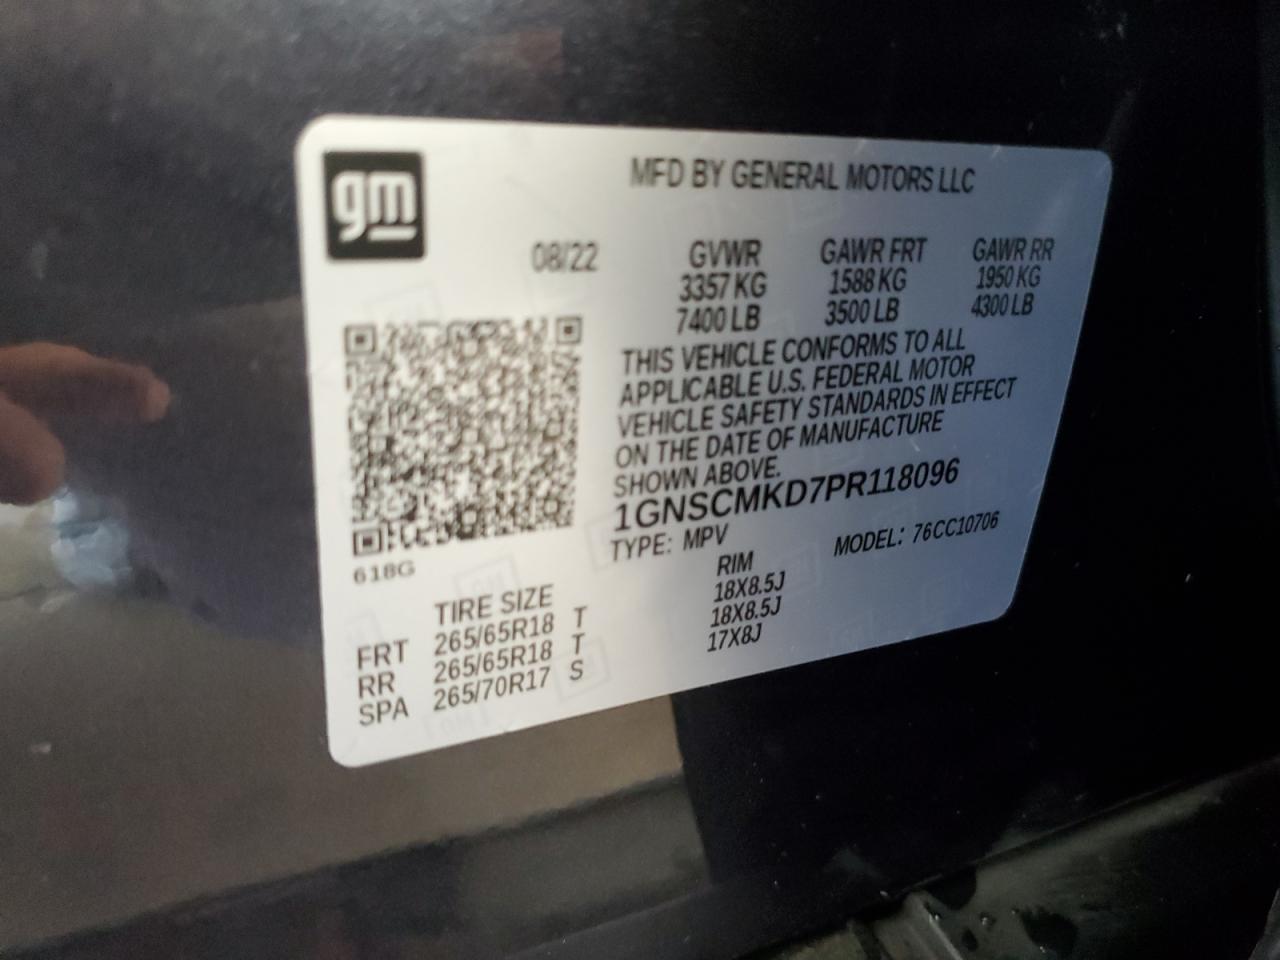 gm
MFD BY GENERAL MOTORS LLC
08/22 GVWR GAWR FRT GAWR RR
3357 KG 1588 KG 1950 KG
7400 LB 3500 LB 4300 LB
THIS VEHICLE CONFORMS TO ALL
APPLICABLE U.S. FEDERAL MOTOR
VEHICLE SAFETY STANDARDS IN EFFECT
ON THE DATE OF MANUFACTURE
SHOWN ABOVE.
1GNSCMKD7PR118096
TYPE: MPV MODEL: 76CC10706
618G
TIRE SIZE RIM
FRT 265/65R18 T 18X8.5J
RR 265/65R18 T 18X8.5J
SPA 265/70R17 S 17X8J